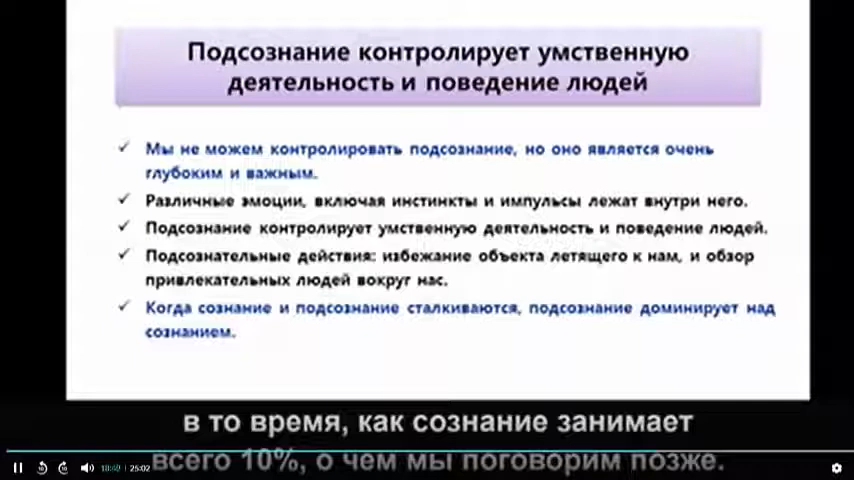 Подсознание контролирует умственную
деятельность и поведение людей
✓ Мы не можем контролировать подсознание, но оно является очень
глубоким и важным.
✓ Различные эмоции, включая инстинкты и импульсы лежат внутри него.
✓ Подсознание контролирует умственную деятельность и поведение людей.
✓ Подсознательные действия: избежание объекта летящего к нам, и обзор
привлекательных людей вокруг нас.
✓ Когда сознание и подсознание сталкиваются, подсознание доминирует над
сознанием.
в то время, как сознание занимает
всего 10%, о чем мы поговорим позже.
18:40 | 25:02